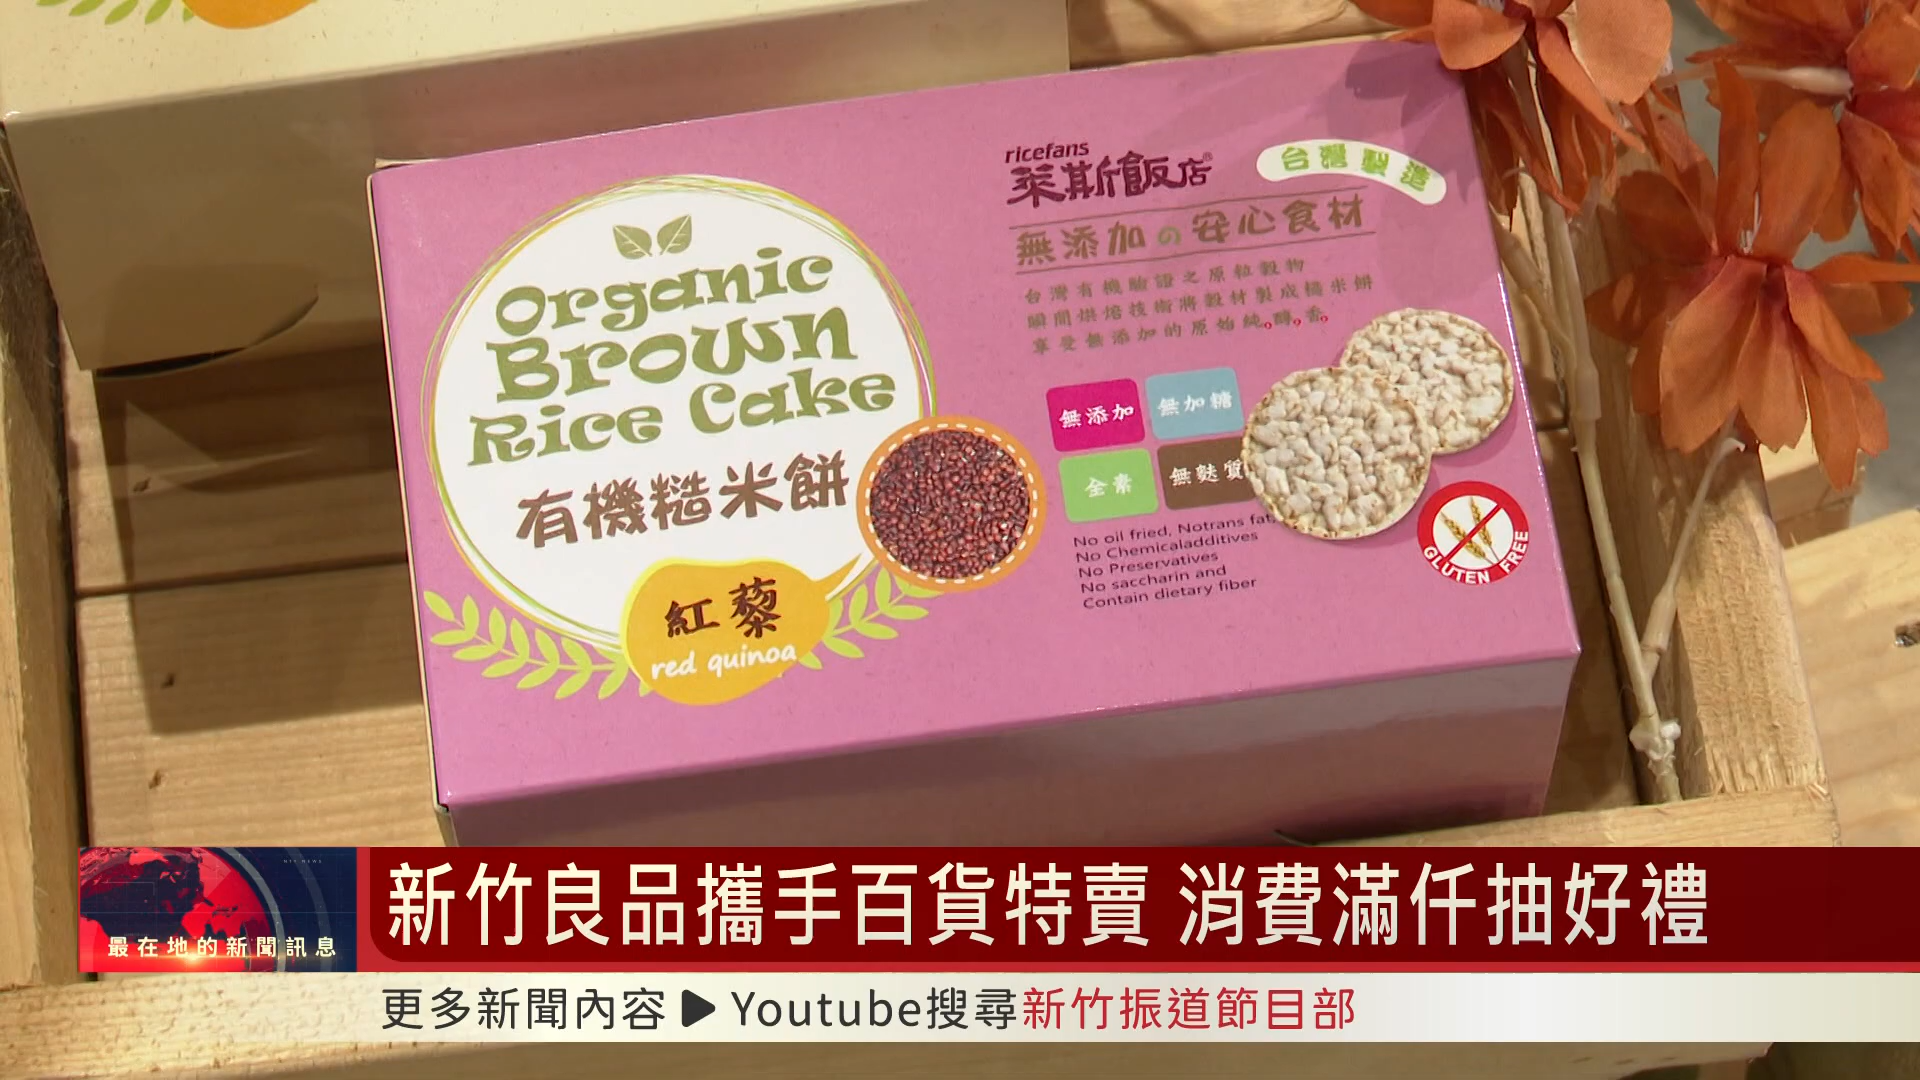 Organic
Brown
Rice Cake
有機糙米餅
紅藜
red quinoa
ricefans
萊斯飯店®
台灣製造
無添加の安心食材
台灣有機驗證之原粒穀物
瞬間烘焙技術將穀材製成糙米餅
享受無添加的原始純,醇,香,
無添加
無加糖
全素
無麩質
No oil fried, Notrans fat,
No Chemicaladditives
No Preservatives
No saccharin and
Contain dietary fiber
GLUTEN FREE
最在地的新聞訊息
新竹良品攜手百貨特賣 消費滿仟抽好禮
更多新聞內容▶Youtube搜尋新竹振道節目部